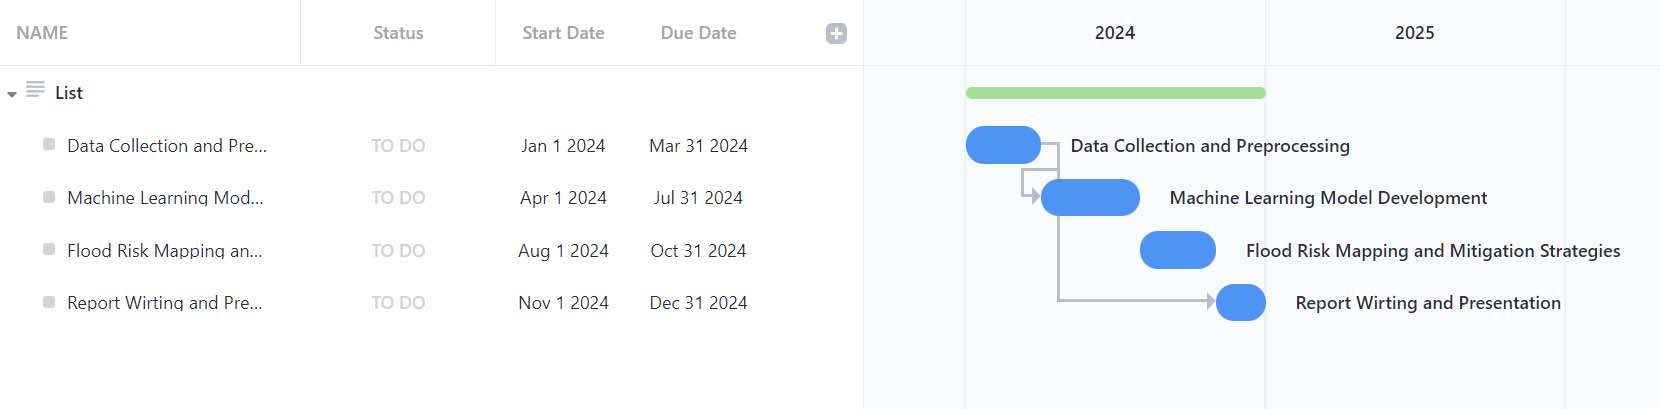 NAME Status Start Date Due Date 2024 2025
List
Data Collection and Pre... TO DO Jan 1 2024 Mar 31 2024 Data Collection and Preprocessing
Machine Learning Mod... TO DO Apr 1 2024 Jul 31 2024 Machine Learning Model Development
Flood Risk Mapping an... TO DO Aug 1 2024 Oct 31 2024 Flood Risk Mapping and Mitigation Strategies
Report Wirting and Pre... TO DO Nov 1 2024 Dec 31 2024 Report Wirting and Presentation